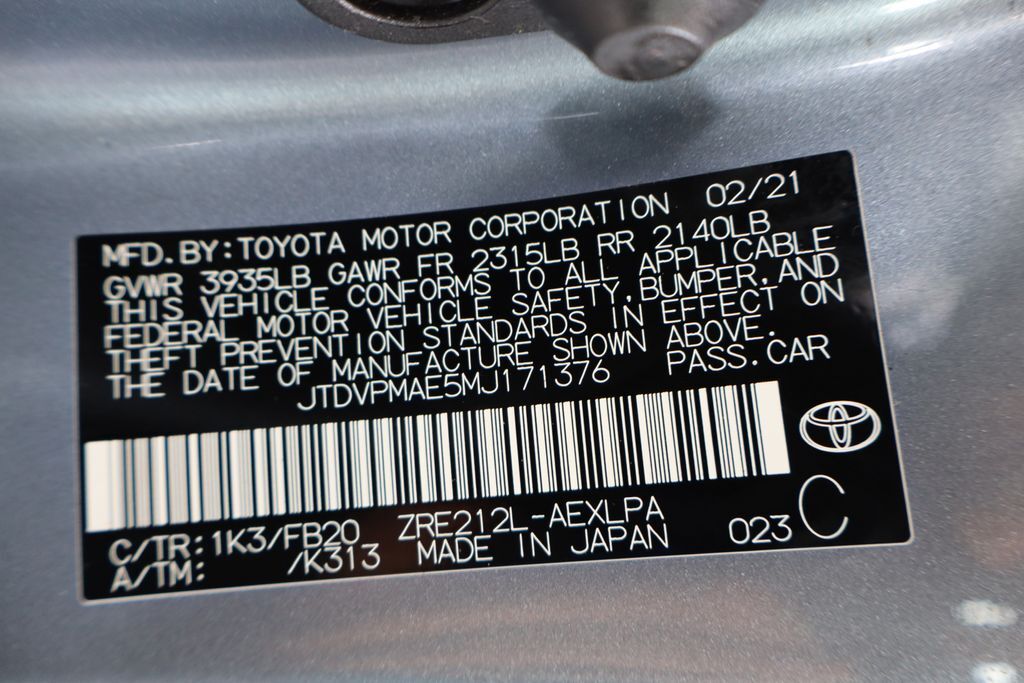 MFD.BY:TOYOTA MOTOR CORPORATION 02/21
GVWR 3935LB GAWR FR 2315LB RR 2140LB
THIS VEHICLE CONFORMS TO ALL APPLICABLE
FEDERAL MOTOR VEHICLE SAFETY,BUMPER,AND
THEFT PREVENTION STANDARDS IN EFFECT ON
THE DATE OF MANUFACTURE SHOWN ABOVE.
JTDVPMAE5MJ171376 PASS.CAR
C/TR:1K3/FB20 ZRE212L-AEXLPA
A/TM: /K313 MADE IN JAPAN 023 C